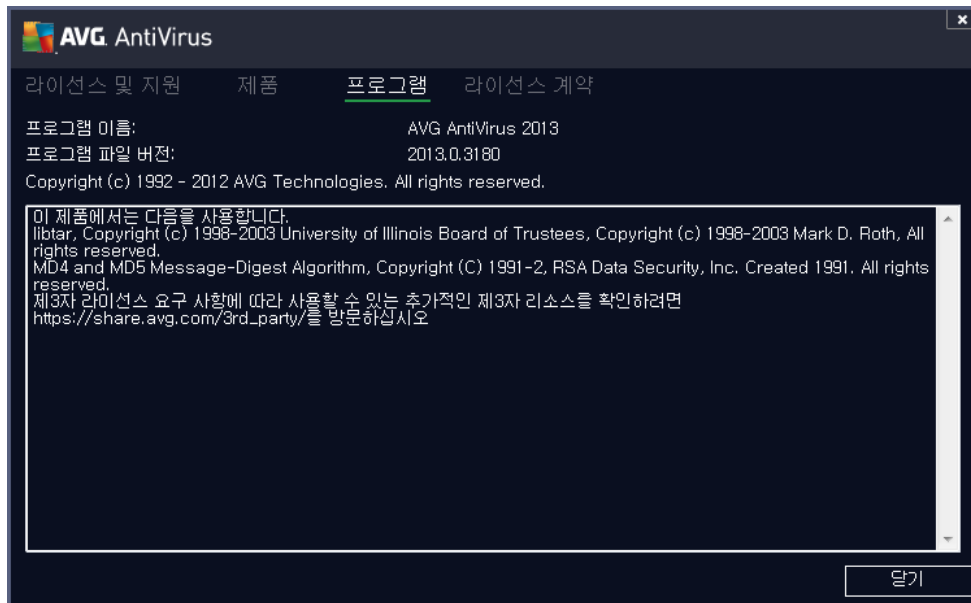 AVG. AntiVirus
라이선스 및 지원 제품 프로그램 라이선스 계약
프로그램 이름: AVG AntiVirus 2013
프로그램 파일 버전: 2013.0.3180
Copyright (c) 1992 - 2012 AVG Technologies. All rights reserved.
이 제품에서는 다음을 사용합니다.
libtar, Copyright (c) 1998-2003 University of Illinois Board of Trustees, Copyright (c) 1998-2003 Mark D. Roth, All
rights reserved.
MD4 and MD5 Message-Digest Algorithm, Copyright (C) 1991-2, RSA Data Security, Inc. Created 1991. All rights
reserved.
제3자 라이선스 요구 사항에 따라 사용할 수 있는 추가적인 제3자 리소스를 확인하려면
https://share.avg.com/3rd_party/를 방문하십시오
닫기